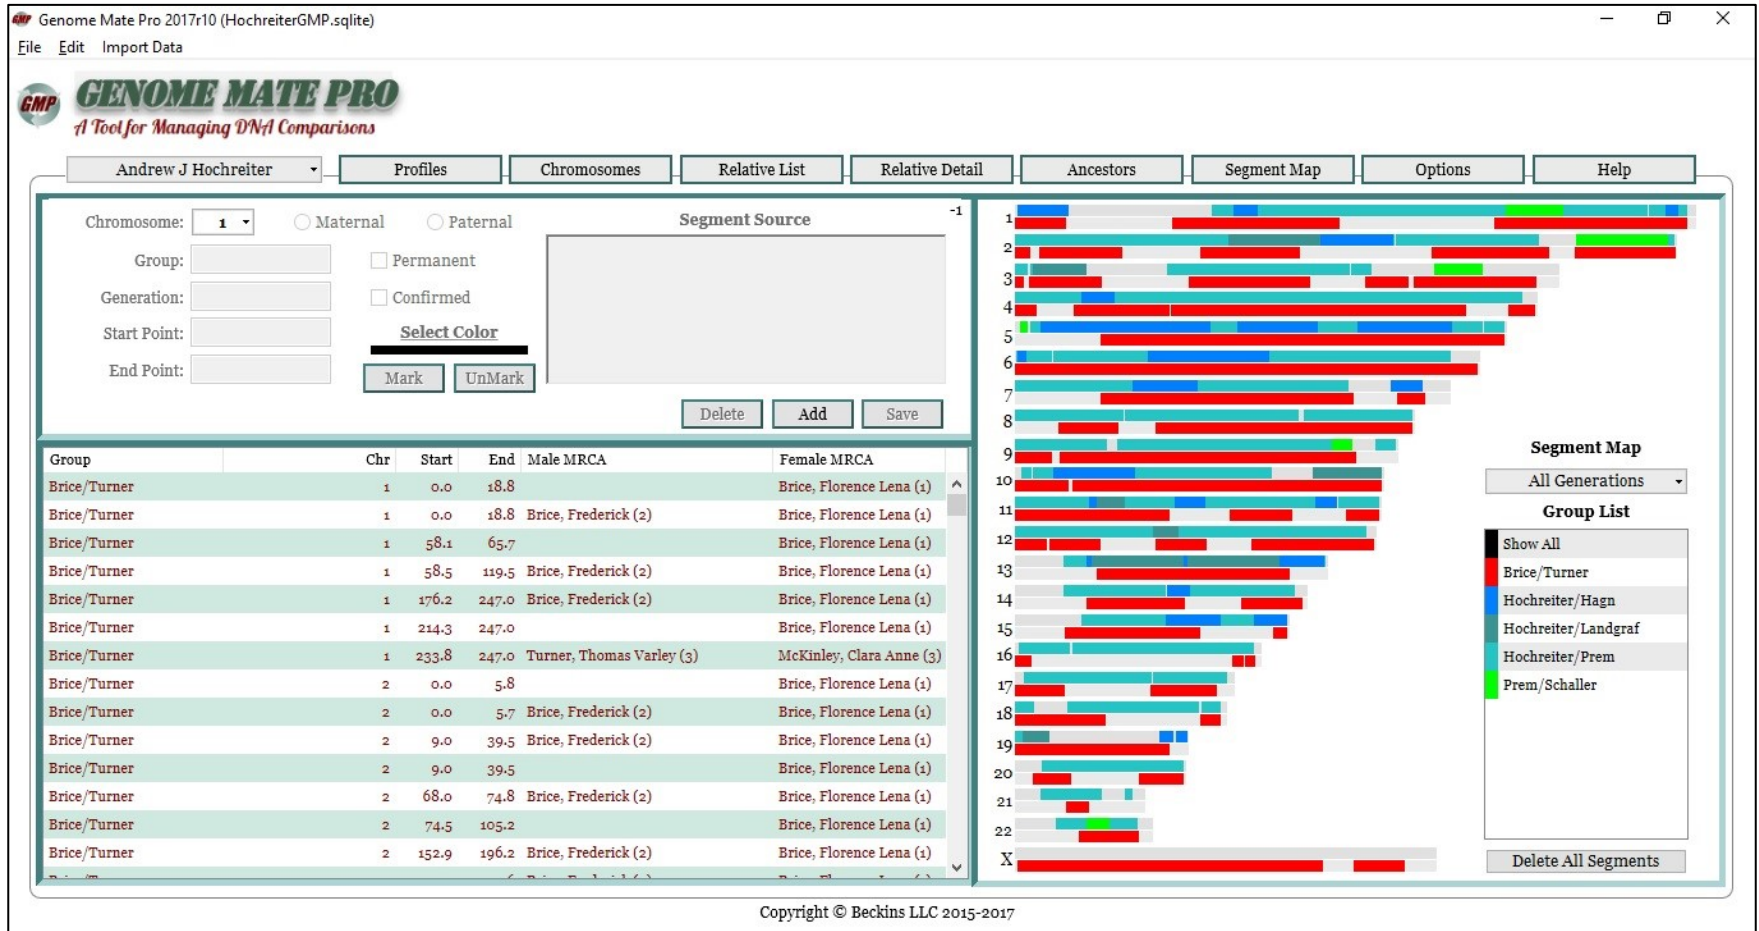 Genome Mate Pro 2017r10 (HochreiterGMP.sqlite)
File Edit Import Data
GMP GENOME MATE PRO
A Tool for Managing DNA Comparisons
Andrew J Hochreiter Profiles Chromosomes Relative List Relative Detail Ancestors Segment Map Options Help
Chromosome: 1 Maternal Paternal Segment Source -1
Group: Permanent
Generation: Confirmed
Start Point: Select Color
End Point: Mark UnMark
Delete Add Save
Group Chr Start End Male MRCA Female MRCA
Brice/Turner 1 0.0 18.8 Brice, Florence Lena (1)
Brice/Turner 1 0.0 18.8 Brice, Frederick (2) Brice, Florence Lena (1)
Brice/Turner 1 58.1 65.7 Brice, Florence Lena (1)
Brice/Turner 1 58.5 119.5 Brice, Frederick (2) Brice, Florence Lena (1)
Brice/Turner 1 176.2 247.0 Brice, Frederick (2) Brice, Florence Lena (1)
Brice/Turner 1 214.3 247.0 Brice, Florence Lena (1)
Brice/Turner 1 233.8 247.0 Turner, Thomas Varley (3) McKinley, Clara Anne (3)
Brice/Turner 2 0.0 5.8 Brice, Florence Lena (1)
Brice/Turner 2 0.0 5.7 Brice, Frederick (2) Brice, Florence Lena (1)
Brice/Turner 2 9.0 39.5 Brice, Frederick (2) Brice, Florence Lena (1)
Brice/Turner 2 9.0 39.5 Brice, Florence Lena (1)
Brice/Turner 2 68.0 74.8 Brice, Frederick (2) Brice, Florence Lena (1)
Brice/Turner 2 74.5 105.2 Brice, Florence Lena (1)
Brice/Turner 2 152.9 196.2 Brice, Frederick (2) Brice, Florence Lena (1)
1
2
3
4
5
6
7
8
9
10
11
12
13
14
15
16
17
18
19
20
21
22
X
Segment Map
All Generations
Group List
Show All
Brice/Turner
Hochreiter/Hagn
Hochreiter/Landgraf
Hochreiter/Prem
Prem/Schaller
Delete All Segments
Copyright © Beckins LLC 2015-2017